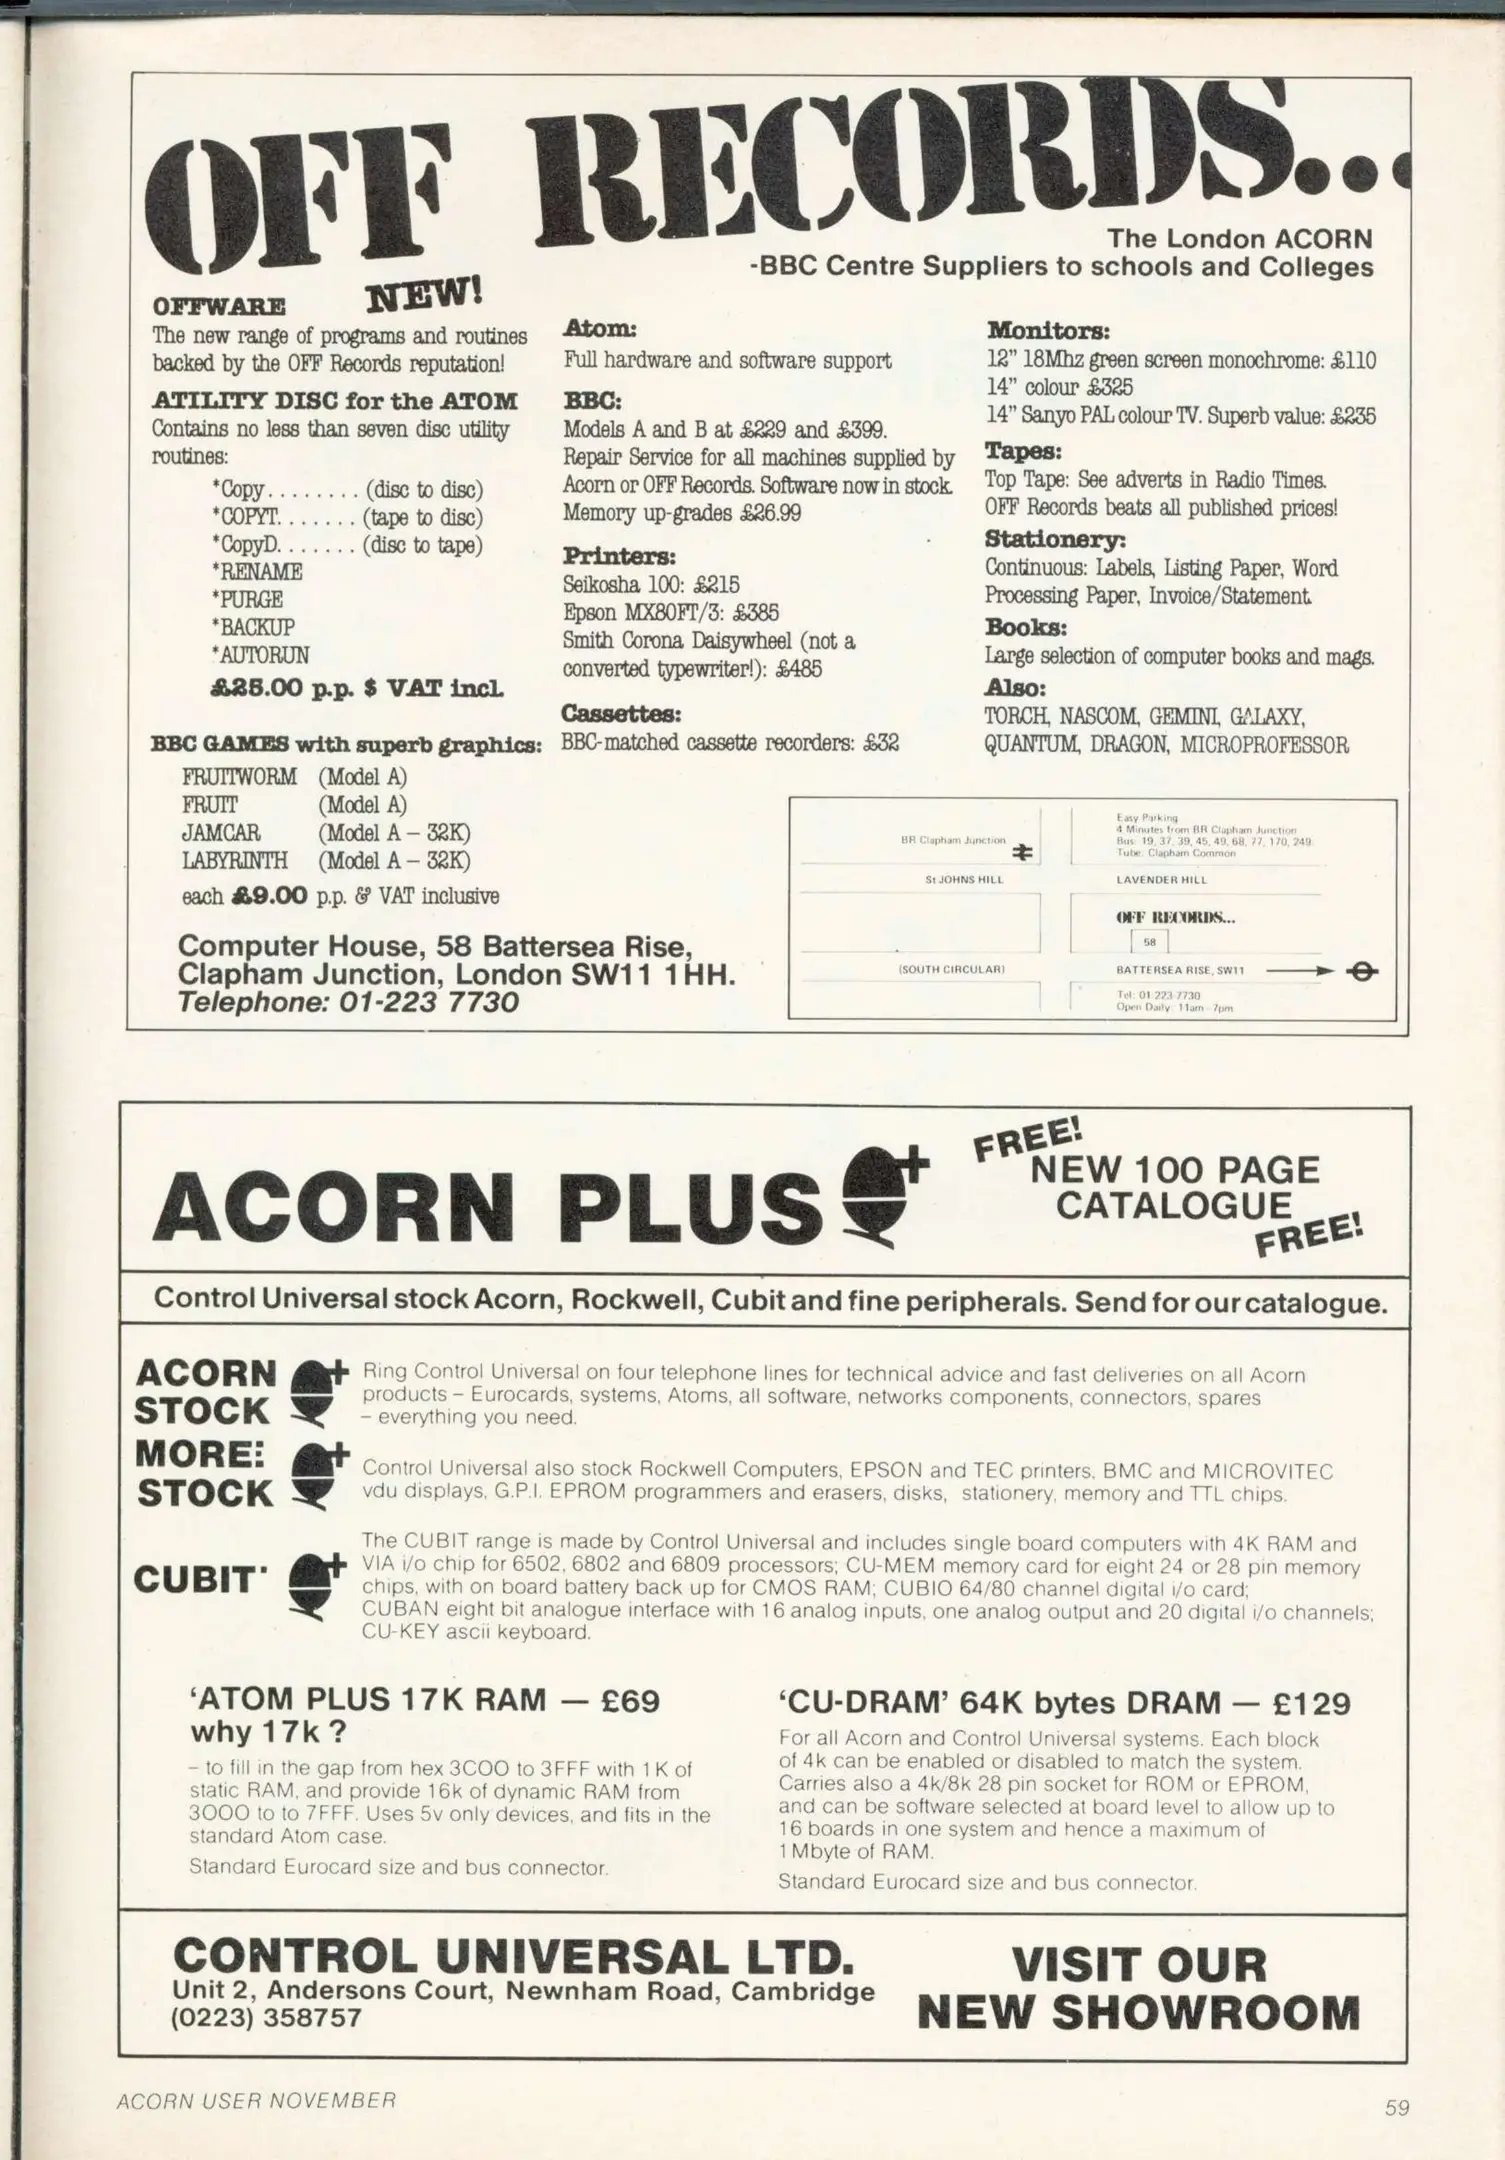 OFF RECORDS...
The London ACORN
-BBC Centre Suppliers to schools and Colleges
OFFWARE NEW!
The new range of programs and routines
backed by the OFF Records reputation!
ATILITY DISC for the ATOM
Contains no less than seven disc utility
routines:
*Copy........ (disc to disc)
*COPYT....... (tape to disc)
*CopyD....... (disc to tape)
*RENAME
*PURGE
*BACKUP
*AUTORUN
£25.00 p.p. $ VAT incl.
BBC GAMES with superb graphics:
FRUITWORM (Model A)
FRUIT (Model A)
JAMCAR (Model A – 32K)
LABYRINTH (Model A – 32K)
each £9.00 p.p. & VAT inclusive
Computer House, 58 Battersea Rise,
Clapham Junction, London SW11 1HH.
Telephone: 01-223 7730
Atom:
Full hardware and software support
BBC:
Models A and B at £229 and £399.
Repair Service for all machines supplied by
Acorn or OFF Records. Software now in stock.
Memory up-grades £26.99
Printers:
Seikosha 100: £215
Epson MX80FT/3: £385
Smith Corona Daisywheel (not a
converted typewriter!): £485
Cassettes:
BBC-matched cassette recorders: £32
Monitors:
12" 18Mhz green screen monochrome: £110
14" colour £325
14" Sanyo PAL colour TV. Superb value: £235
Tapes:
Top Tape: See adverts in Radio Times.
OFF Records beats all published prices!
Stationery:
Continuous: Labels, Listing Paper, Word
Processing Paper, Invoice/Statement
Books:
Large selection of computer books and mags.
Also:
TORCH, NASCOM, GEMINI, GALAXY,
QUANTUM, DRAGON, MICROPROFESSOR
BR Clapham Junction
Easy Parking
4 Minutes from BR Clapham Junction
Bus: 19, 37, 39, 45, 49, 68, 77, 170, 249.
Tube: Clapham Common
St JOHNS HILL
LAVENDER HILL
OFF RECORDS...
58
(SOUTH CIRCULAR)
BATTERSEA RISE, SW11
Tel: 01 223 7730
Open Daily: 11am - 7pm
ACORN PLUS
FREE!
NEW 100 PAGE
CATALOGUE
FREE!
Control Universal stock Acorn, Rockwell, Cubit and fine peripherals. Send for our catalogue.
ACORN
STOCK
Ring Control Universal on four telephone lines for technical advice and fast deliveries on all Acorn
products – Eurocards, systems, Atoms, all software, networks components, connectors, spares
– everything you need.
MORE:
STOCK
Control Universal also stock Rockwell Computers, EPSON and TEC printers, BMC and MICROVITEC
vdu displays, G.P.I. EPROM programmers and erasers, disks, stationery, memory and TTL chips.
CUBIT
The CUBIT range is made by Control Universal and includes single board computers with 4K RAM and
VIA i/o chip for 6502, 6802 and 6809 processors; CU-MEM memory card for eight 24 or 28 pin memory
chips, with on board battery back up for CMOS RAM; CUBIO 64/80 channel digital i/o card;
CUBAN eight bit analogue interface with 16 analog inputs, one analog output and 20 digital i/o channels;
CU-KEY ascii keyboard.
'ATOM PLUS 17K RAM — £69
why 17k?
– to fill in the gap from hex 3COO to 3FFF with 1K of
static RAM, and provide 16k of dynamic RAM from
3OOO to to 7FFF. Uses 5v only devices, and fits in the
standard Atom case.
Standard Eurocard size and bus connector.
'CU-DRAM' 64K bytes DRAM — £129
For all Acorn and Control Universal systems. Each block
of 4k can be enabled or disabled to match the system.
Carries also a 4k/8k 28 pin socket for ROM or EPROM,
and can be software selected at board level to allow up to
16 boards in one system and hence a maximum of
1 Mbyte of RAM.
Standard Eurocard size and bus connector.
CONTROL UNIVERSAL LTD.
Unit 2, Andersons Court, Newnham Road, Cambridge
(0223) 358757
VISIT OUR
NEW SHOWROOM
ACORN USER NOVEMBER
59